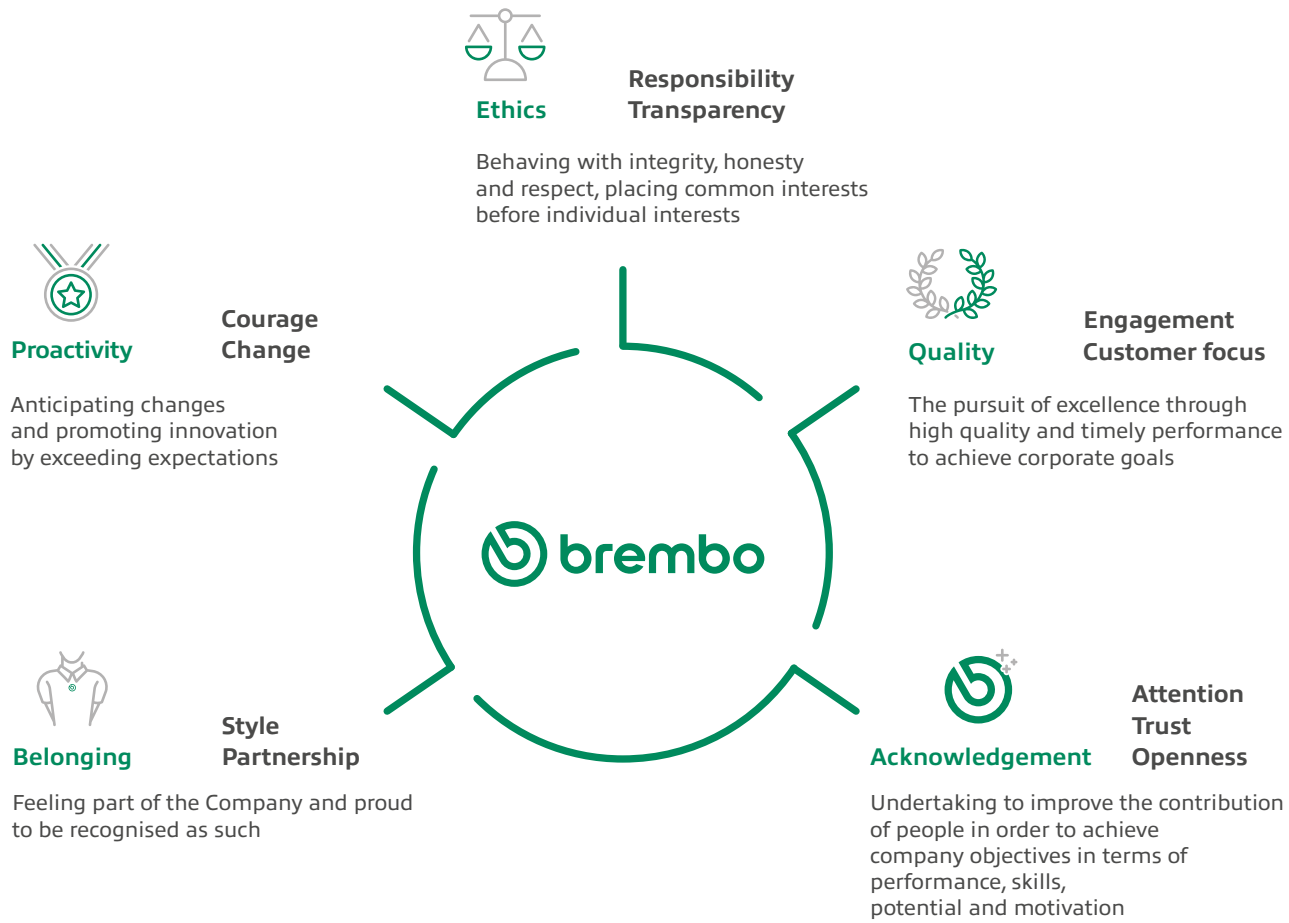 Responsibility
Transparency
Ethics
Behaving with integrity, honesty
and respect, placing common interests
before individual interests
Courage
Change
Proactivity
Anticipating changes
and promoting innovation
by exceeding expectations
Engagement
Customer focus
Quality
The pursuit of excellence through
high quality and timely performance
to achieve corporate goals
brembo
Style
Partnership
Belonging
Feeling part of the Company and proud
to be recognised as such
Attention
Trust
Openness
Acknowledgement
Undertaking to improve the contribution
of people in order to achieve
company objectives in terms of
performance, skills,
potential and motivation